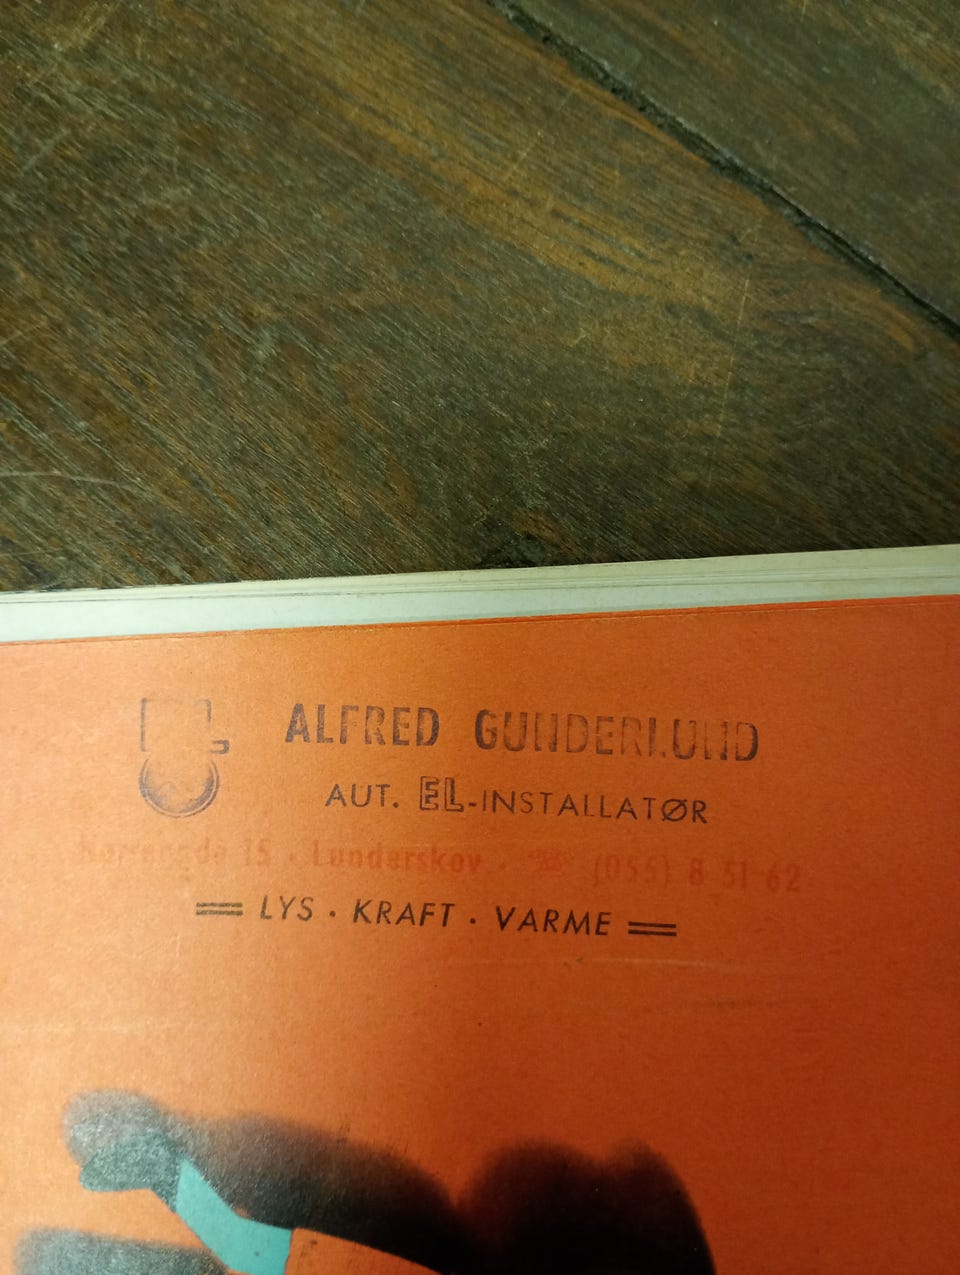 ALFRED GUNDERLUND
AUT. EL-INSTALLATØR
15 · Lunderskov · ☎ (055) 8 51 62
LYS · KRAFT · VARME